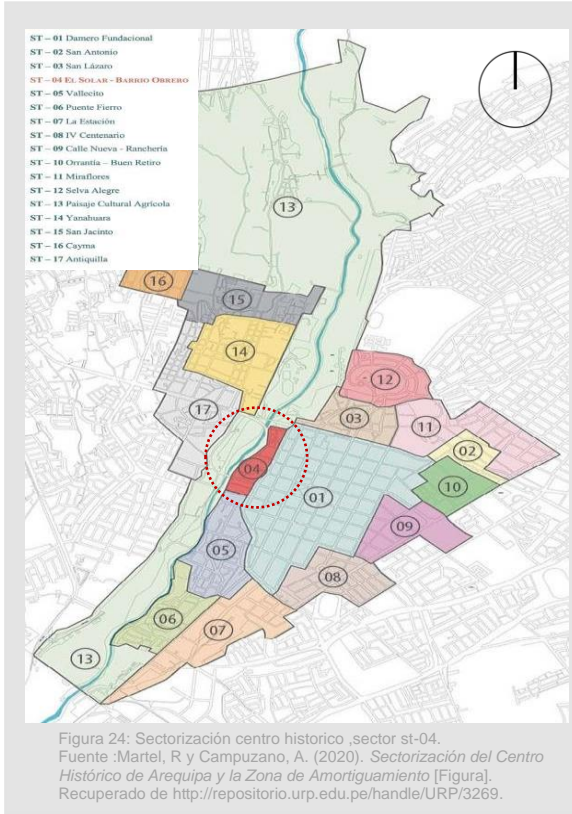 ST – 01 Damero Fundacional
ST – 02 San Antonio
ST – 03 San Lázaro
ST – 04 EL SOLAR - BARRIO OBRERO
ST – 05 Vallecito
ST – 06 Puente Fierro
ST – 07 La Estación
ST – 08 IV Centenario
ST – 09 Calle Nueva - Ranchería
ST – 10 Orrantía – Buen Retiro
ST – 11 Miraflores
ST – 12 Selva Alegre
ST – 13 Paisaje Cultural Agrícola
ST – 14 Yanahuara
ST – 15 San Jacinto
ST – 16 Cayma
ST – 17 Antiquilla
13
16
15
14
12
17
03
11
02
04
10
01
09
05
08
06
07
13
Figura 24: Sectorización centro historico ,sector st-04.
Fuente :Martel, R y Campuzano, A. (2020). Sectorización del Centro
Histórico de Arequipa y la Zona de Amortiguamiento [Figura].
Recuperado de http://repositorio.urp.edu.pe/handle/URP/3269.